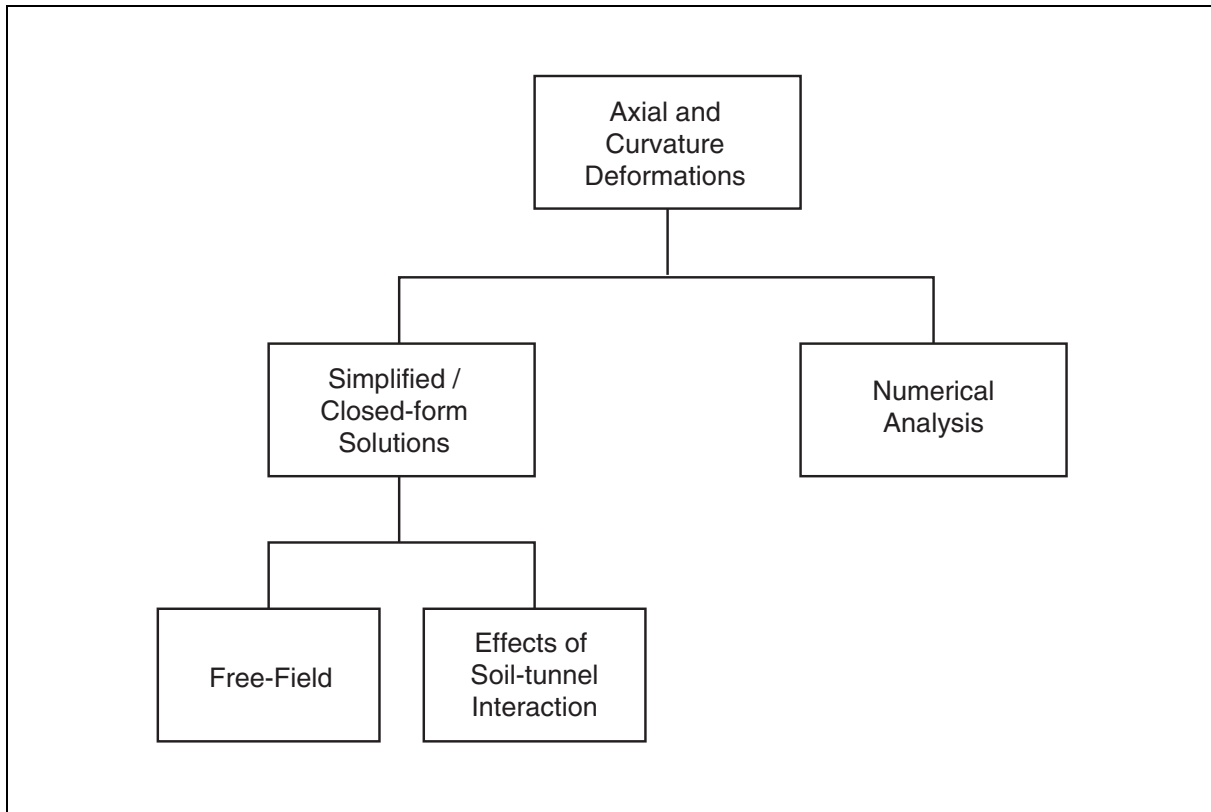 Axial and
Curvature
Deformations
Simplified /
Closed-form
Solutions
Numerical
Analysis
Free-Field
Effects of
Soil-tunnel
Interaction